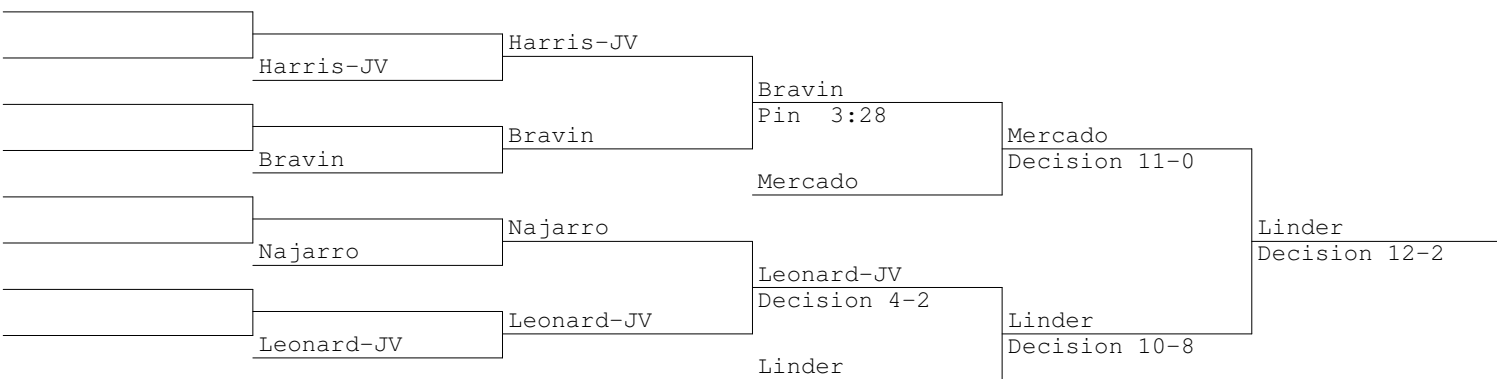 Harris-JV
Harris-JV
Bravin
Pin  3:28
Bravin
Mercado
Bravin
Decision 11-0
Mercado
Najarro
Linder
Najarro
Decision 12-2
Leonard-JV
Decision 4-2
Leonard-JV
Linder
Leonard-JV
Decision 10-8
Linder